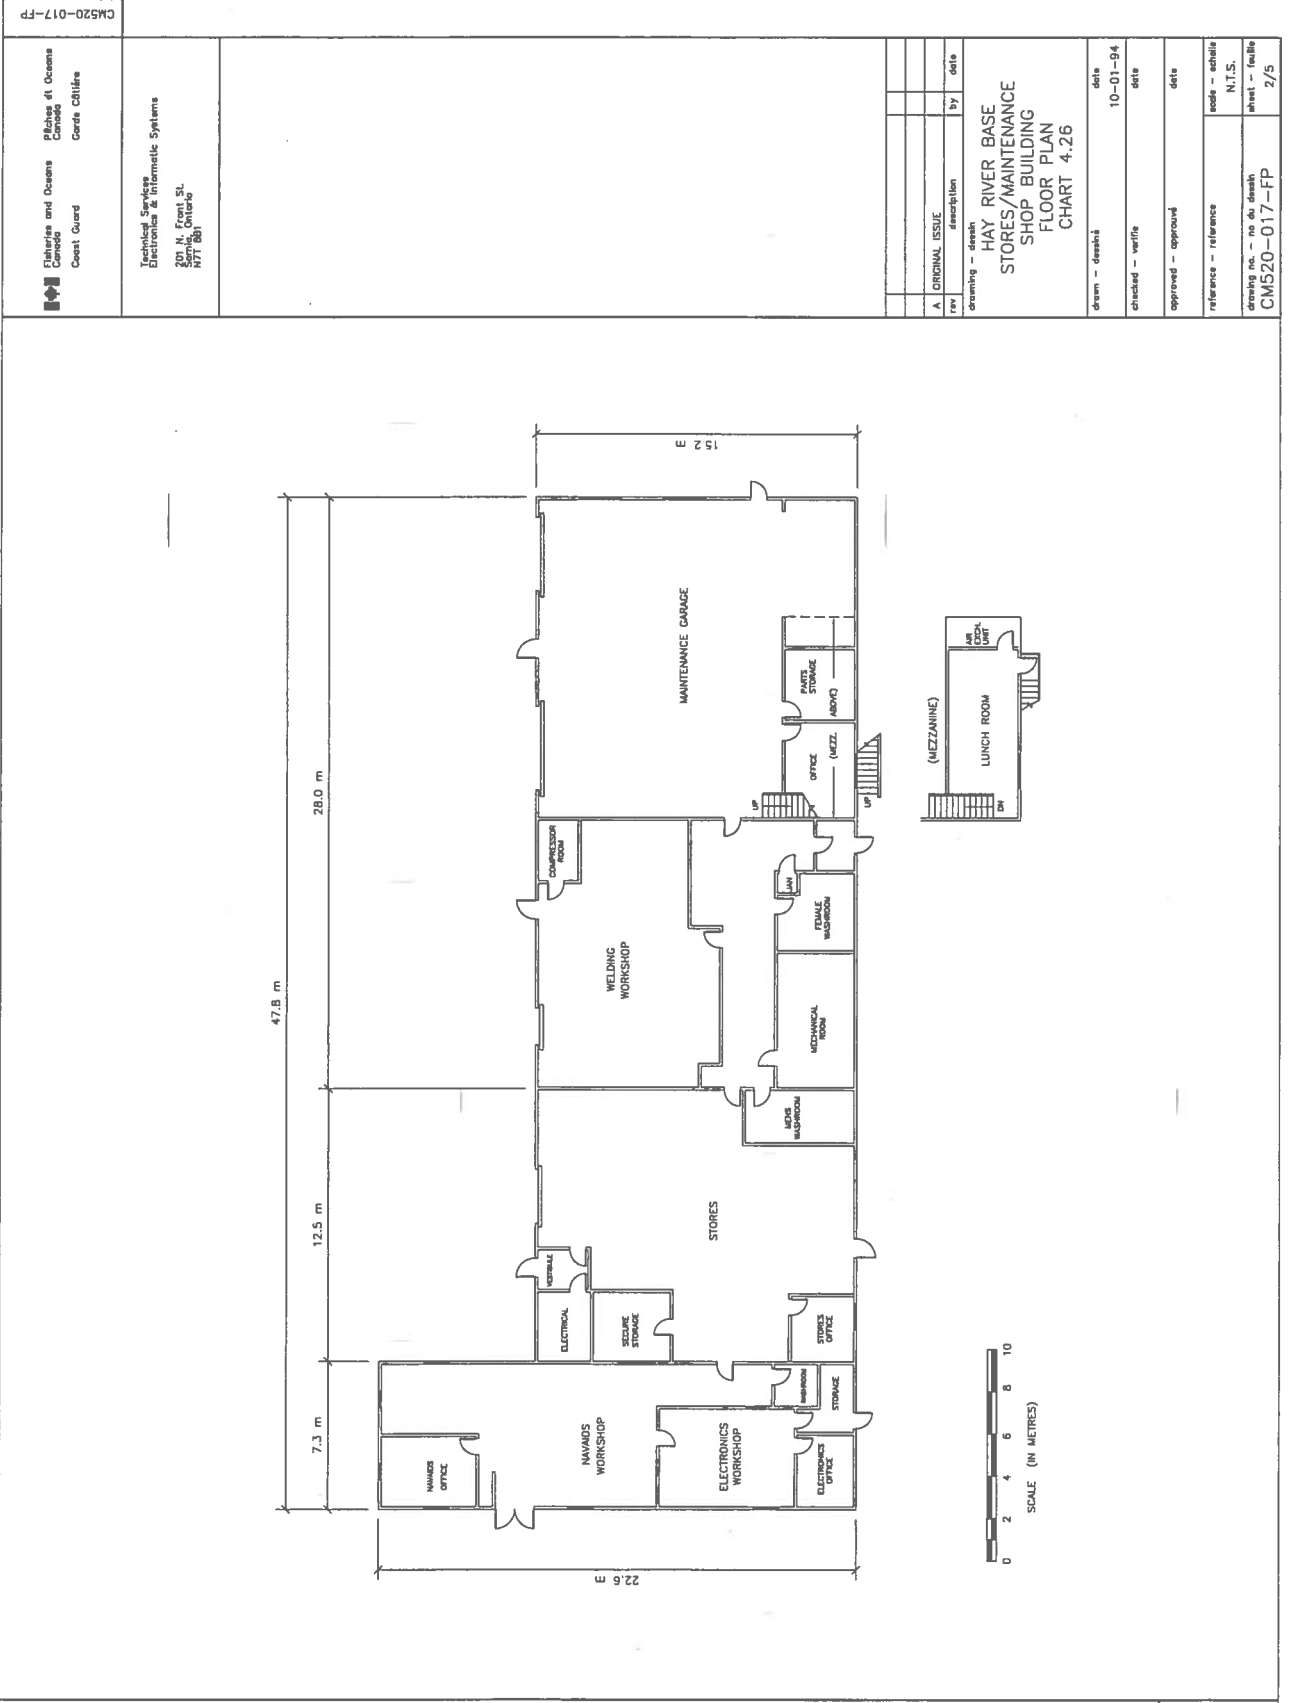 CM520-017-FP
Fisheries and Oceans
Canada
Pêches et Oceans
Canada
Coast Guard
Garde Côtière
Technical Services
Electronics & Informatic Systems
201 N. Front St.
Sarnia, Ontario
N7T 8B1
A ORIGINAL ISSUE
rev description by date
drawing - dessin
HAY RIVER BASE
STORES/MAINTENANCE
SHOP BUILDING
FLOOR PLAN
CHART 4.26
drawn - dessiné date
10-01-94
checked - verifie date
approved - approuvé date
reference - reference
scale - echelle
N.T.S.
drawing no. - no du dessin
CM520-017-FP
sheet - feuille
2/5
47.8 m
7.3 m
12.5 m
28.0 m
15.2 m
22.6 m
NAVAIDS
OFFICE
NAVAIDS
WORKSHOP
ELECTRONICS
WORKSHOP
ELECTRONICS
OFFICE
WASHROOM
STORAGE
ELECTRICAL
VESTIBULE
SECURE
STORAGE
STORES
STORES
OFFICE
MENS
WASHROOM
WELDING
WORKSHOP
COMPRESSOR
ROOM
MECHANICAL
ROOM
FEMALE
WASHROOM
JAN
MAINTENANCE GARAGE
UP
OFFICE
PARTS
STORAGE
(MEZZ. ABOVE)
UP
(MEZZANINE)
LUNCH ROOM
AIR
EXCH.
UNIT
DN
0 2 4 6 8 10
SCALE (IN METRES)